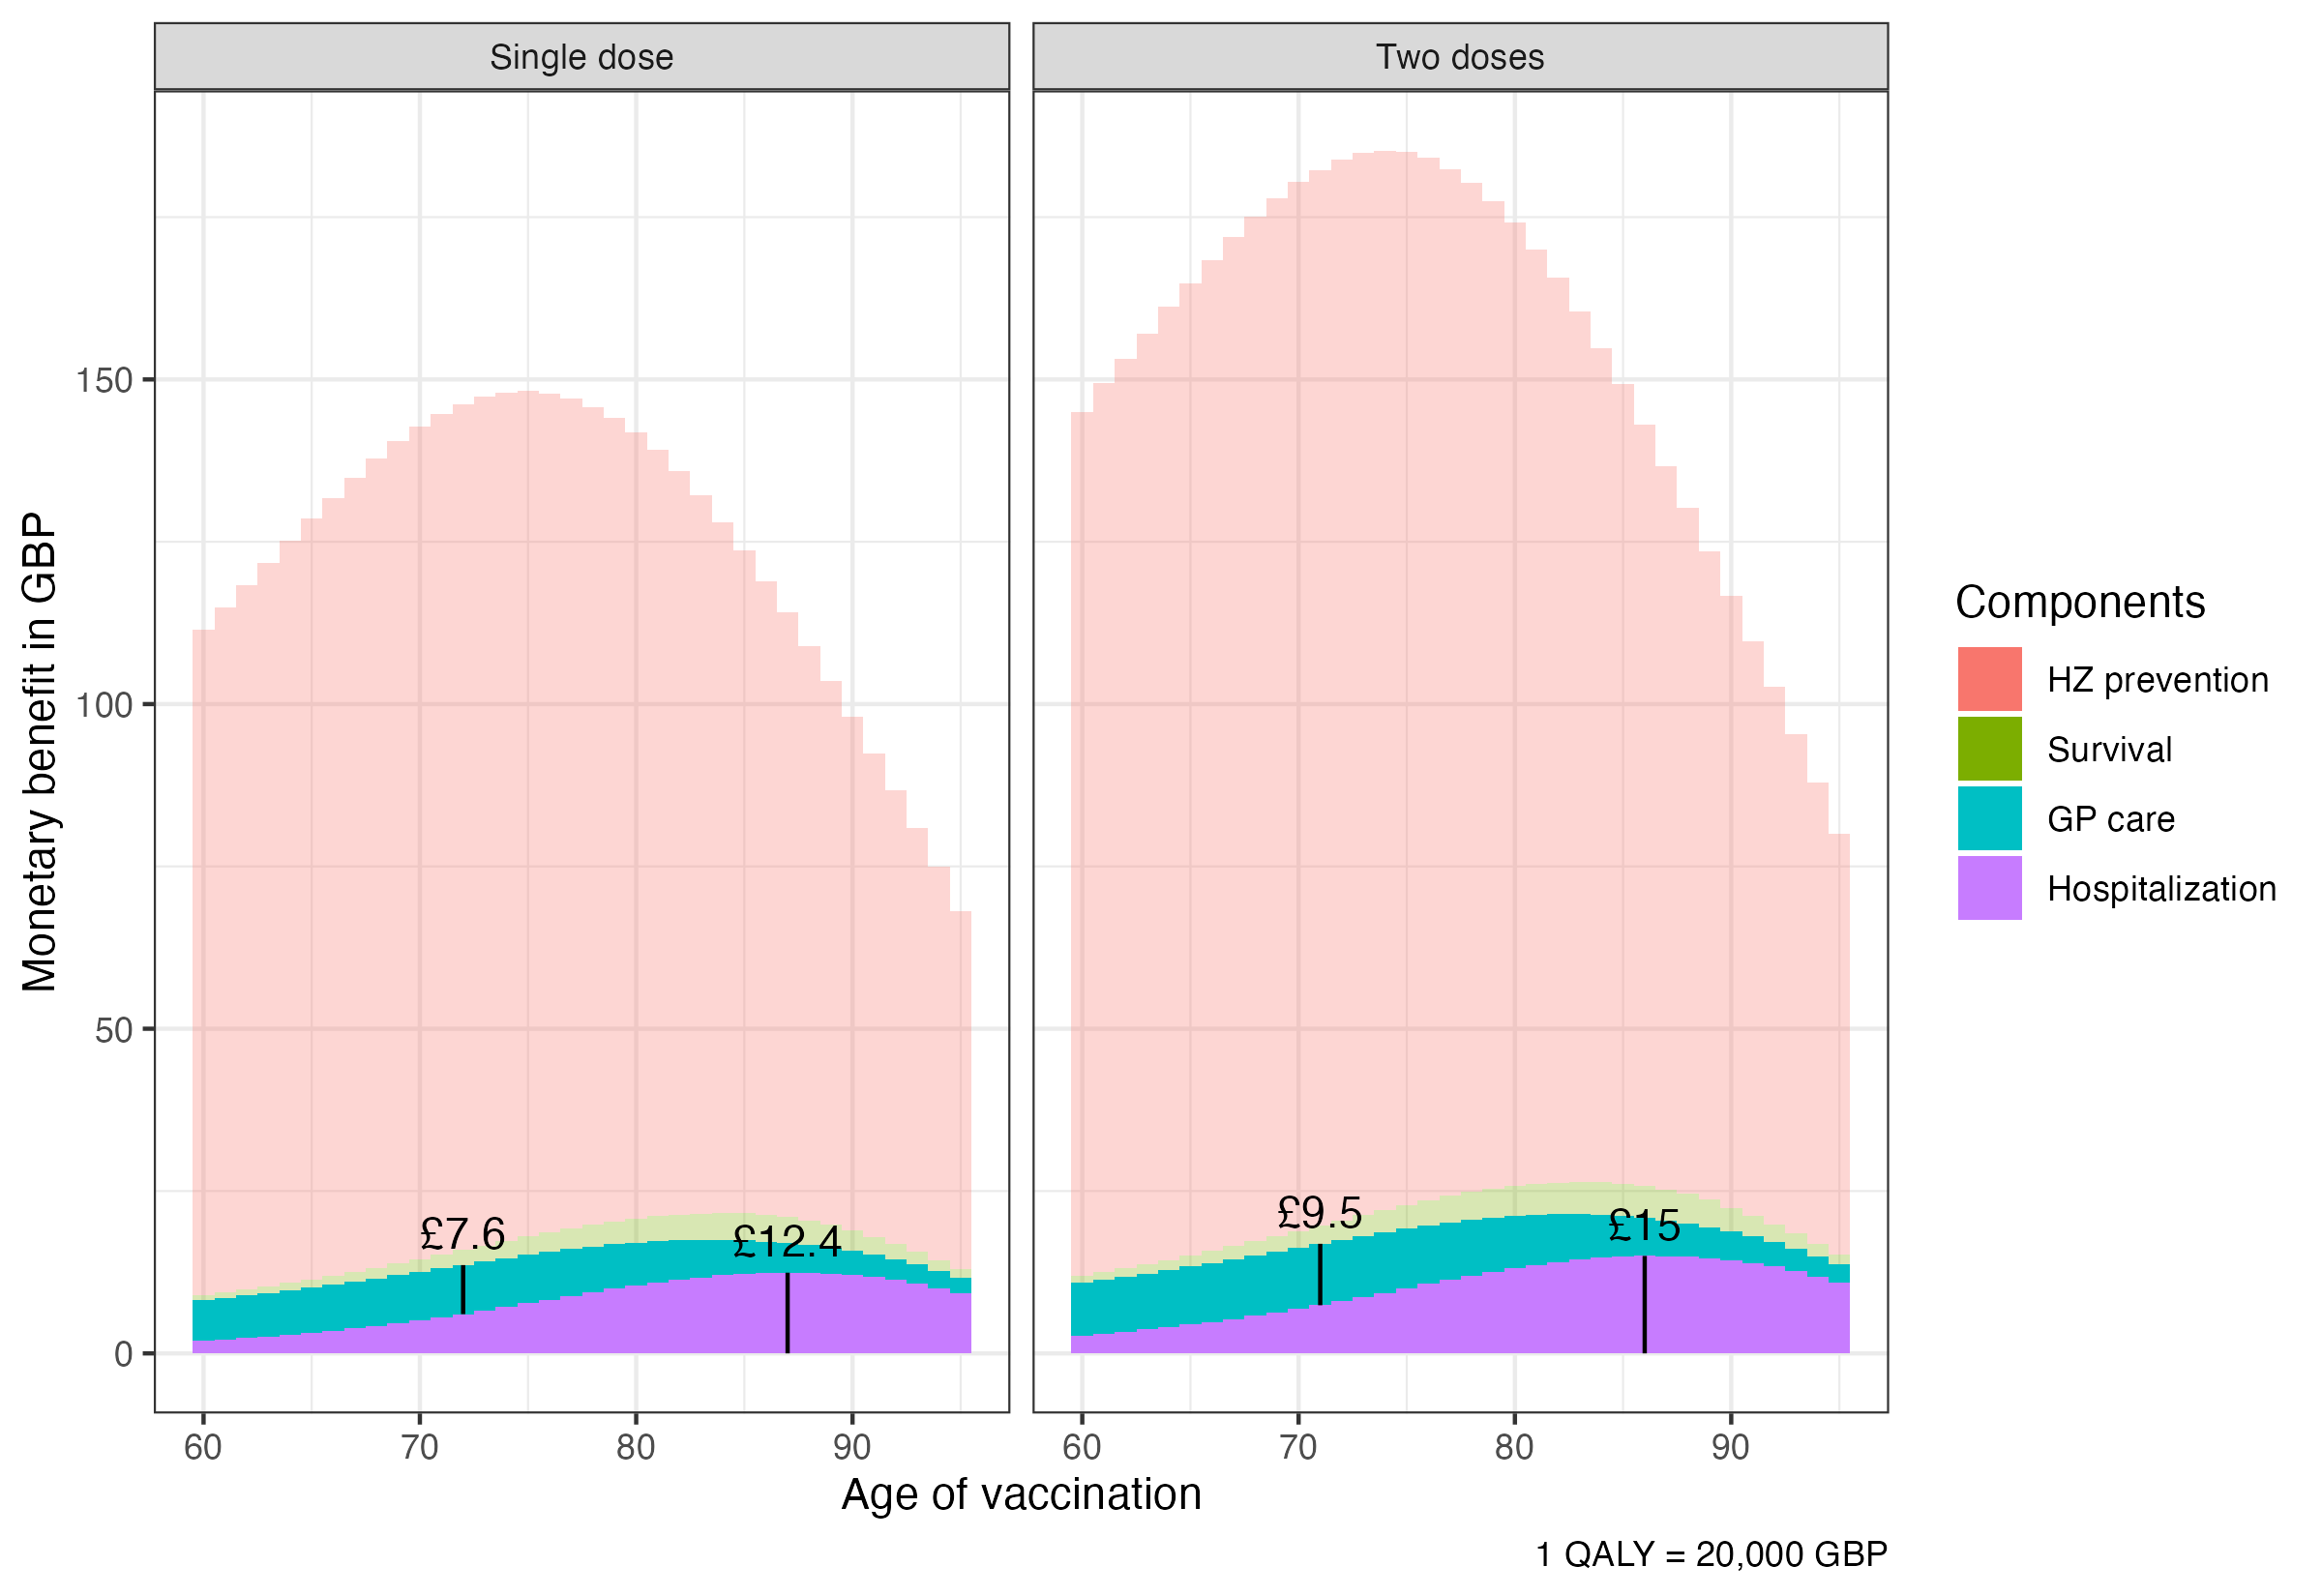 Single dose
Two doses
Monetary benefit in GBP
150
100
50
0
£7.6
£12.4
£9.5
£15
60
70
80
90
60
70
80
90
Age of vaccination
1 QALY = 20,000 GBP
Components
HZ prevention
Survival
GP care
Hospitalization